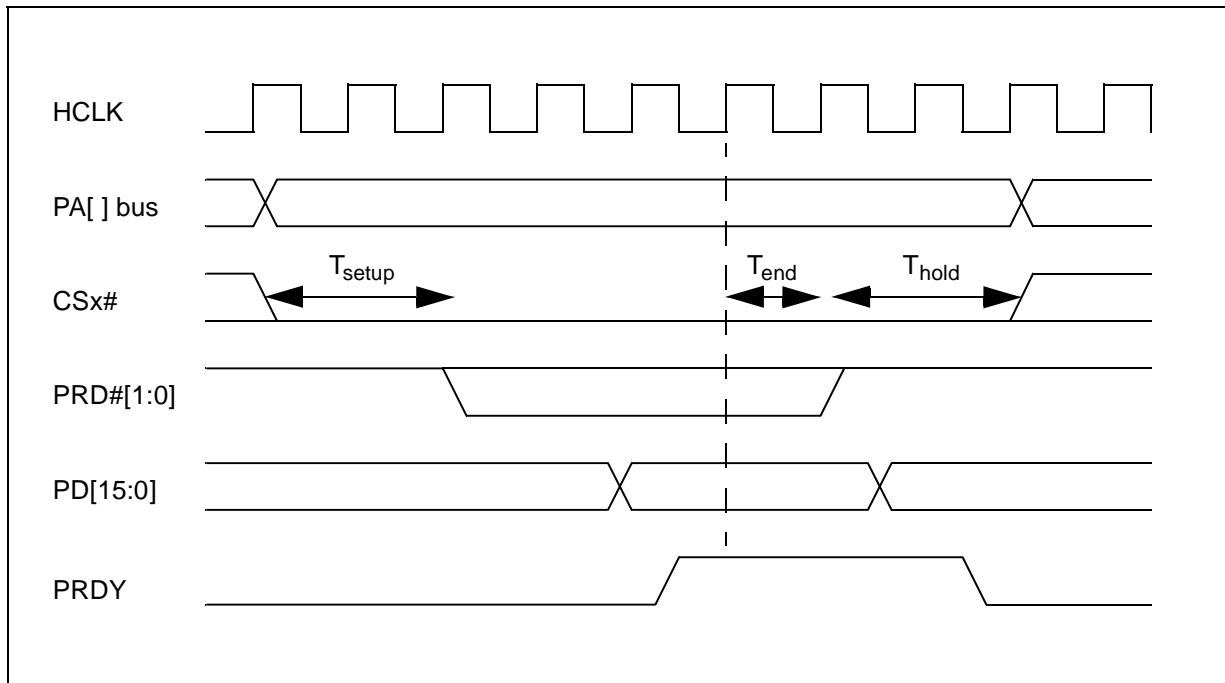 HCLK
PA[ ] bus
CSx#
Tsetup
Tend
Thold
PRD#[1:0]
PD[15:0]
PRDY